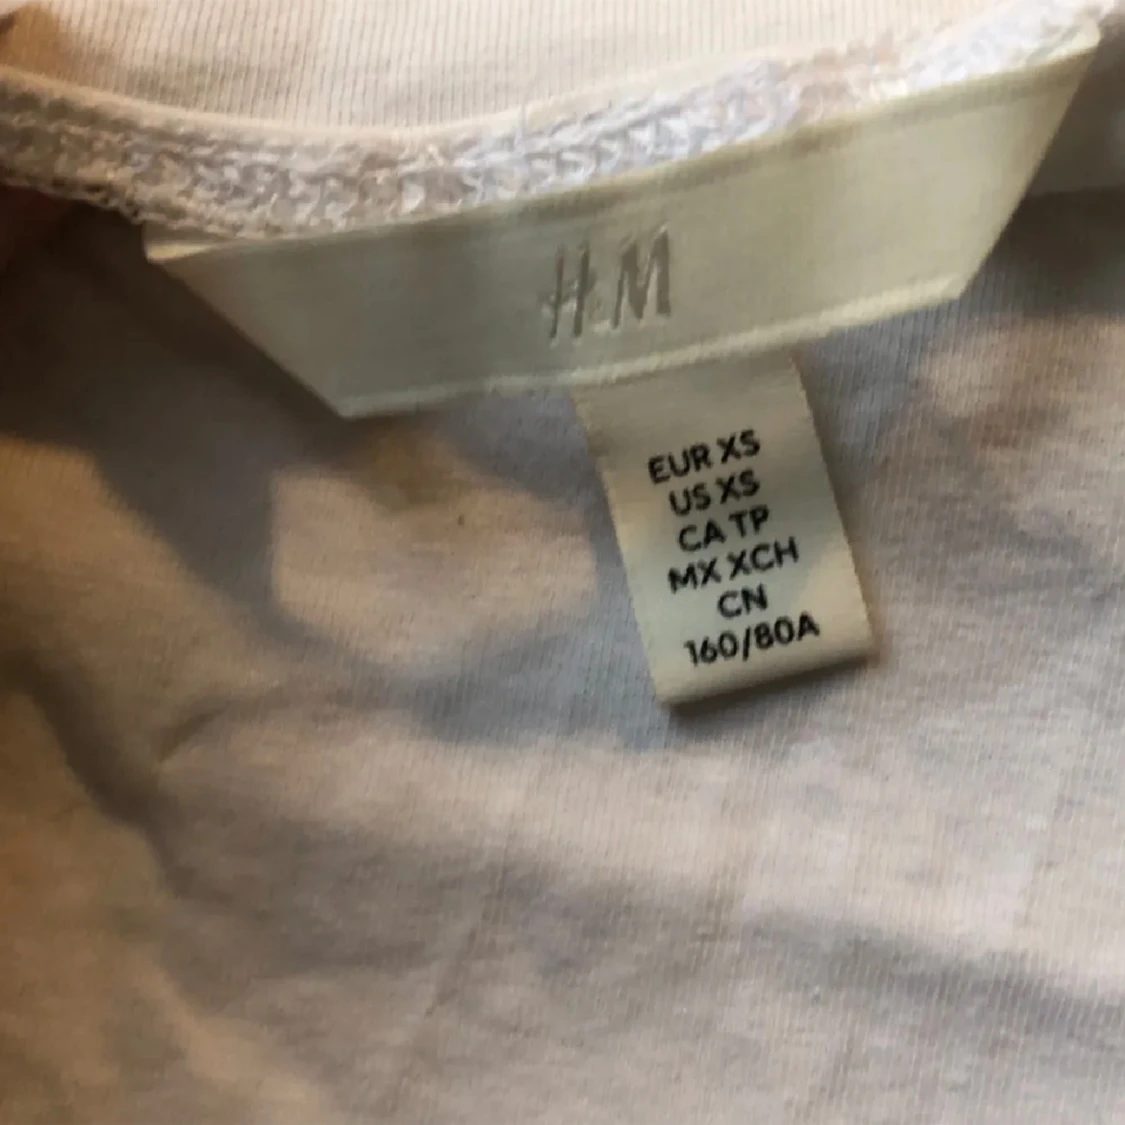 H&M
EUR XS
US XS
CA TP
MX XCH
CN
160/80A